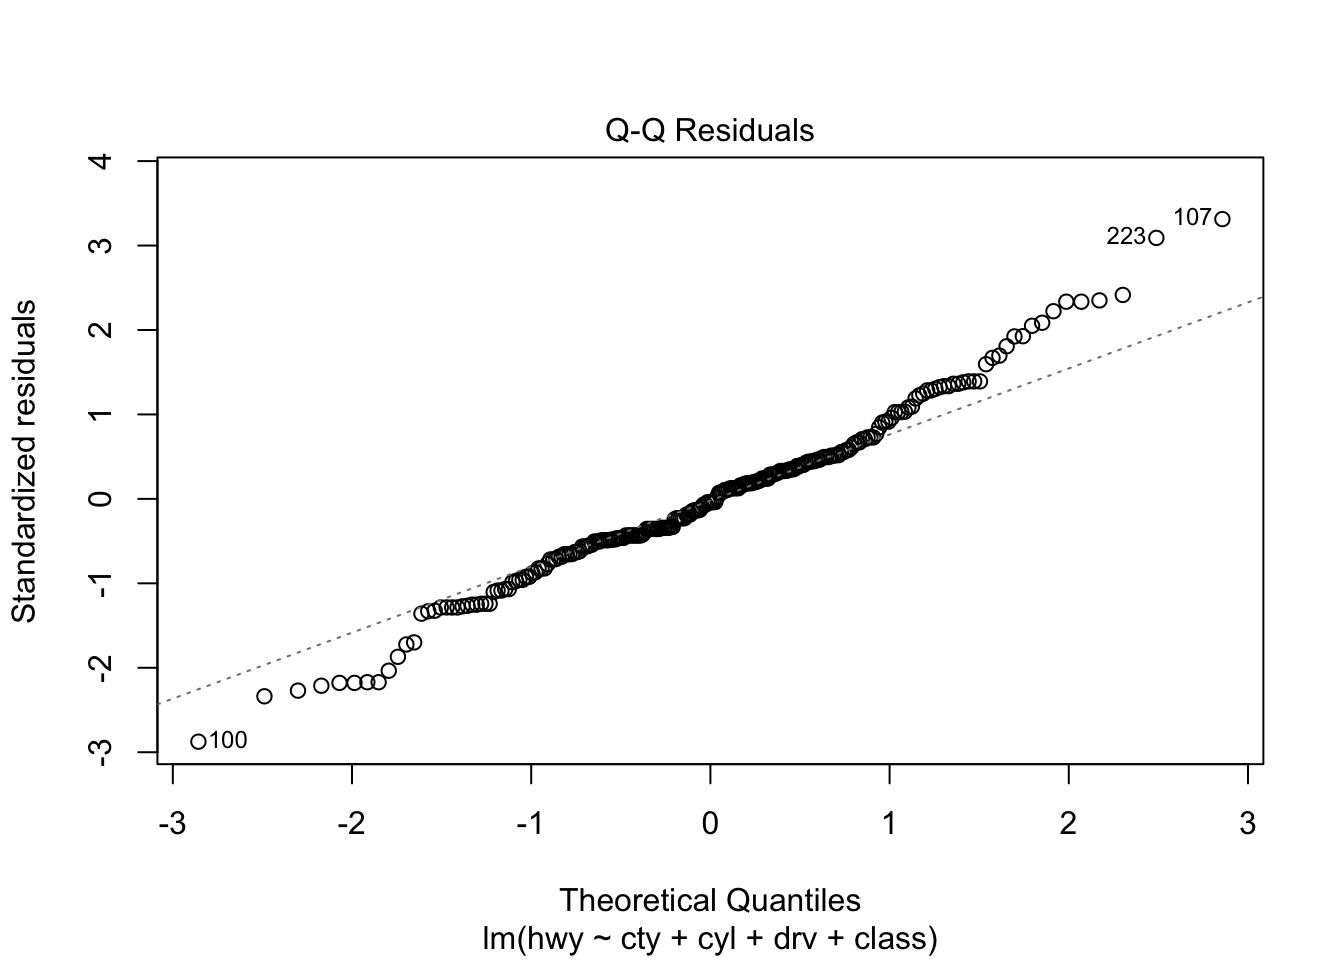 Q-Q Residuals
4
3
2
1
0
-1
-2
-3
Standardized residuals
107
223
100
-3 -2 -1 0 1 2 3
Theoretical Quantiles
lm(hwy ~ cty + cyl + drv + class)